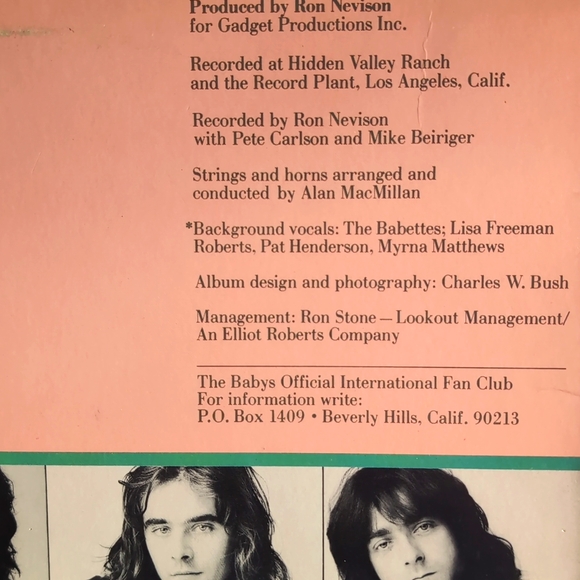 Produced by Ron Nevison
for Gadget Productions Inc.
Recorded at Hidden Valley Ranch
and the Record Plant, Los Angeles, Calif.
Recorded by Ron Nevison
with Pete Carlson and Mike Beiriger
Strings and horns arranged and
conducted by Alan MacMillan
*Background vocals: The Babettes; Lisa Freeman
Roberts, Pat Henderson, Myrna Matthews
Album design and photography: Charles W. Bush
Management: Ron Stone — Lookout Management/
An Elliot Roberts Company
The Babys Official International Fan Club
For information write:
P.O. Box 1409 • Beverly Hills, Calif. 90213